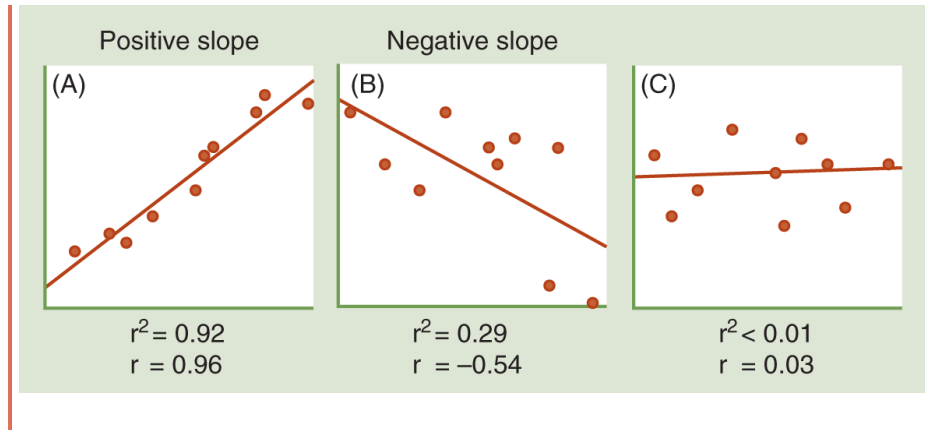 Positive slope
Negative slope
(A)
(B)
(C)
r² = 0.92
r = 0.96
r² = 0.29
r = –0.54
r² < 0.01
r = 0.03